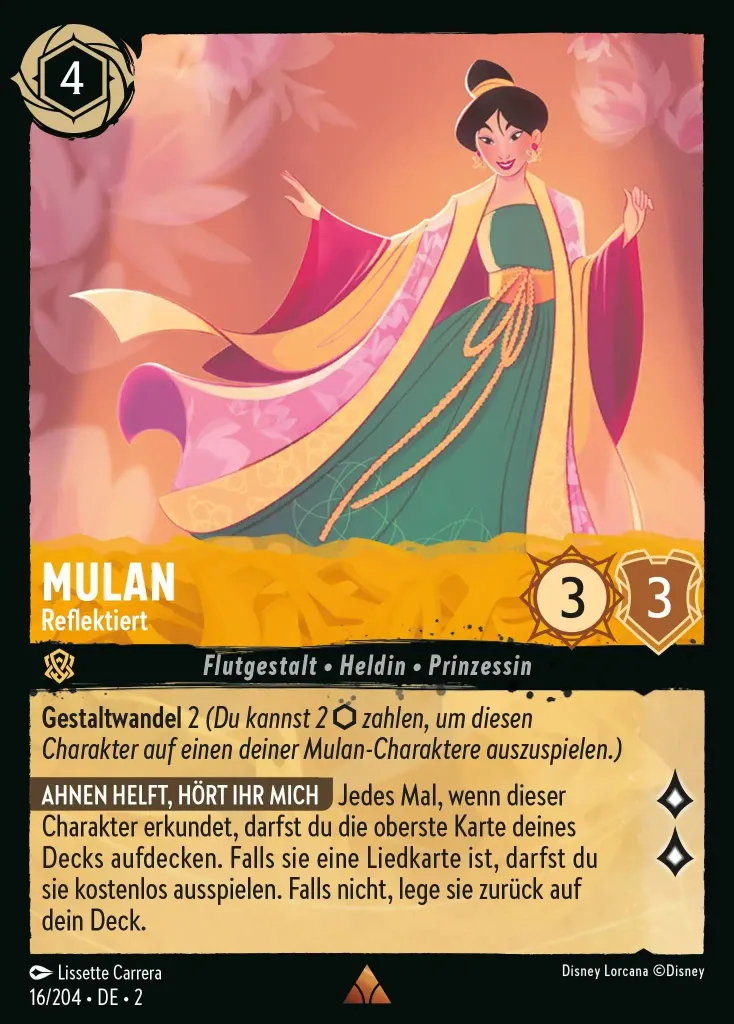 4
MULAN
Reflektiert
3
3
Flutgestalt • Heldin • Prinzessin
Gestaltwandel 2 (Du kannst 2 ⬡ zahlen, um diesen
Charakter auf einen deiner Mulan-Charaktere auszuspielen.)
AHNEN HELFT, HÖRT IHR MICH Jedes Mal, wenn dieser
Charakter erkundet, darfst du die oberste Karte deines
Decks aufdecken. Falls sie eine Liedkarte ist, darfst du
sie kostenlos ausspielen. Falls nicht, lege sie zurück auf
dein Deck.
Lissette Carrera
Disney Lorcana ©Disney
16/204 • DE • 2